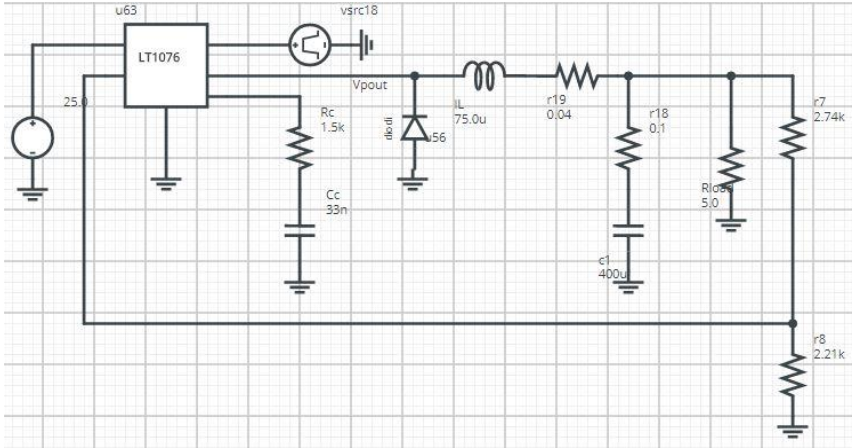 u63
vsrc18
LT1076
Vpout
25.0
Rc
1.5k
IL
75.0u
r19
0.04
r18
0.1
r7
2.74k
u56
Cc
33n
Rload
5.0
c1
400u
r8
2.21k